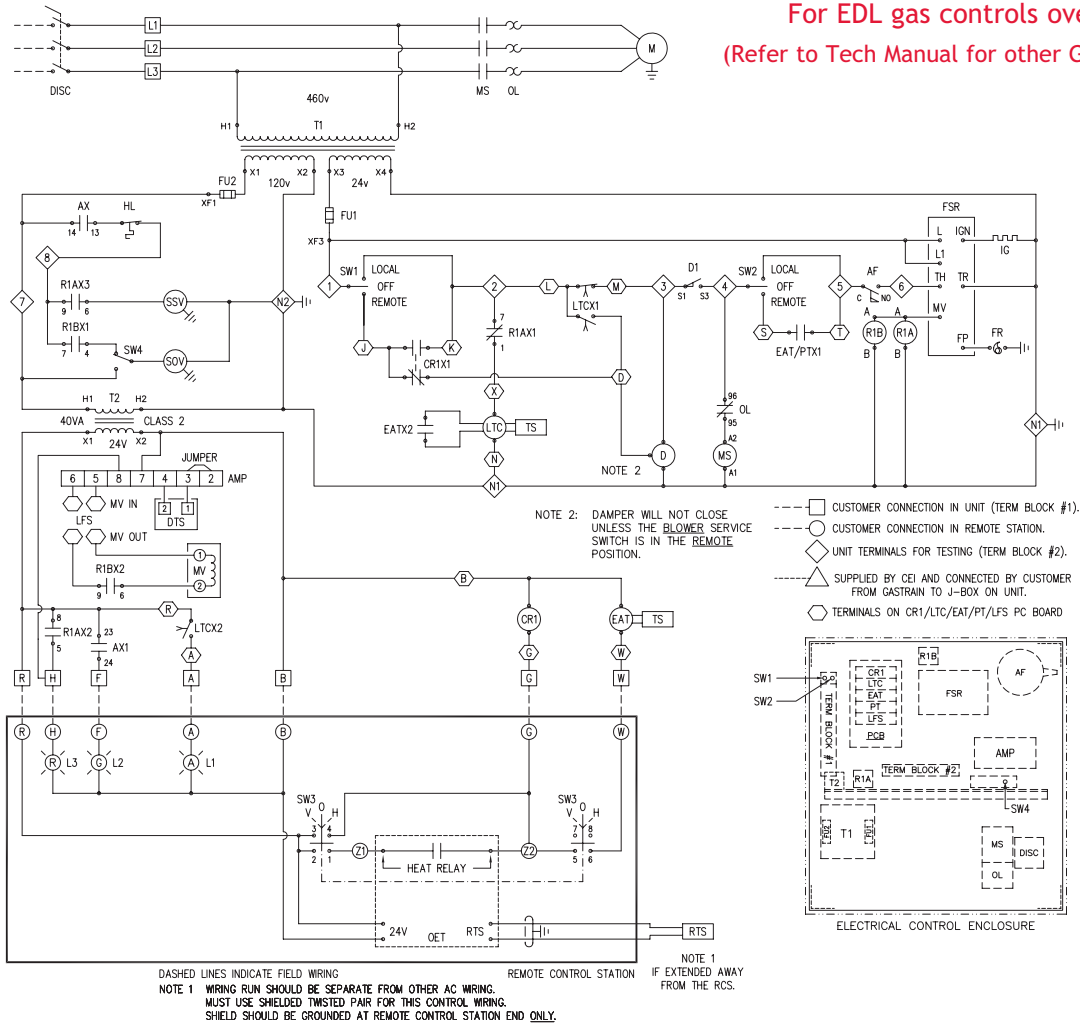 For EDL gas controls ove
(Refer to Tech Manual for other G
L1
L2
L3
DISC
MS OL
M
460v
H1 T1 H2
X1 X2 X3 X4
120v 24v
FU2
XF1
FU1
XF3
AX HL
14 13
8
7
R1AX3
9 6
SSV
N2
R1BX1
7 4
SW4
SOV
H1 T2 H2
40VA CLASS 2
X1 24V X2
1
SW1
LOCAL
OFF
REMOTE
J
K
CR1X1
2
7
R1AX1
1
X
EATX2
LTC
TS
N
N1
L
LTCX1
M
D
3
D1
S1 S3
4
SW2
LOCAL
OFF
REMOTE
S
T
EAT/PTX1
5
AF
C NO
6
FSR
L IGN
L1
IG
TH TR
MV
A A
R1B R1A
B B
FP FR
N1
96
OL
95
A2
MS
A1
NOTE 2
D
JUMPER
6 5 8 7 4 3 2 AMP
MV IN
LFS
MV OUT
2 1
DTS
1
MV
2
R1BX2
9 6
R
8
R1AX2
5
23
AX1
24
LTCX2
A
B
CR1
G
EAT
TS
W
R H F A B G W
R H F A B G W
R L3 G L2 A L1
SW3
V O H
3 4
2 1
Z1
HEAT RELAY
Z2
SW3
V O H
7 8
5 6
24V OET RTS
RTS
NOTE 2: DAMPER WILL NOT CLOSE
UNLESS THE BLOWER SERVICE
SWITCH IS IN THE REMOTE
POSITION.
CUSTOMER CONNECTION IN UNIT (TERM BLOCK #1).
CUSTOMER CONNECTION IN REMOTE STATION.
UNIT TERMINALS FOR TESTING (TERM BLOCK #2).
SUPPLIED BY CEI AND CONNECTED BY CUSTOMER
FROM GASTRAIN TO J-BOX ON UNIT.
TERMINALS ON CR1/LTC/EAT/PT/LFS PC BOARD
SW1
SW2
TERM BLOCK #1
CR1
LTC
EAT
PT
LFS
PCB
R1B
FSR
AF
AMP
T2
R1A
TERM BLOCK #2
SW4
FU2
T1
FU1
MS
OL
DISC
ELECTRICAL CONTROL ENCLOSURE
DASHED LINES INDICATE FIELD WIRING
REMOTE CONTROL STATION
NOTE 1
IF EXTENDED AWAY
FROM THE RCS.
NOTE 1 WIRING RUN SHOULD BE SEPARATE FROM OTHER AC WIRING.
MUST USE SHIELDED TWISTED PAIR FOR THIS CONTROL WIRING.
SHIELD SHOULD BE GROUNDED AT REMOTE CONTROL STATION END ONLY.